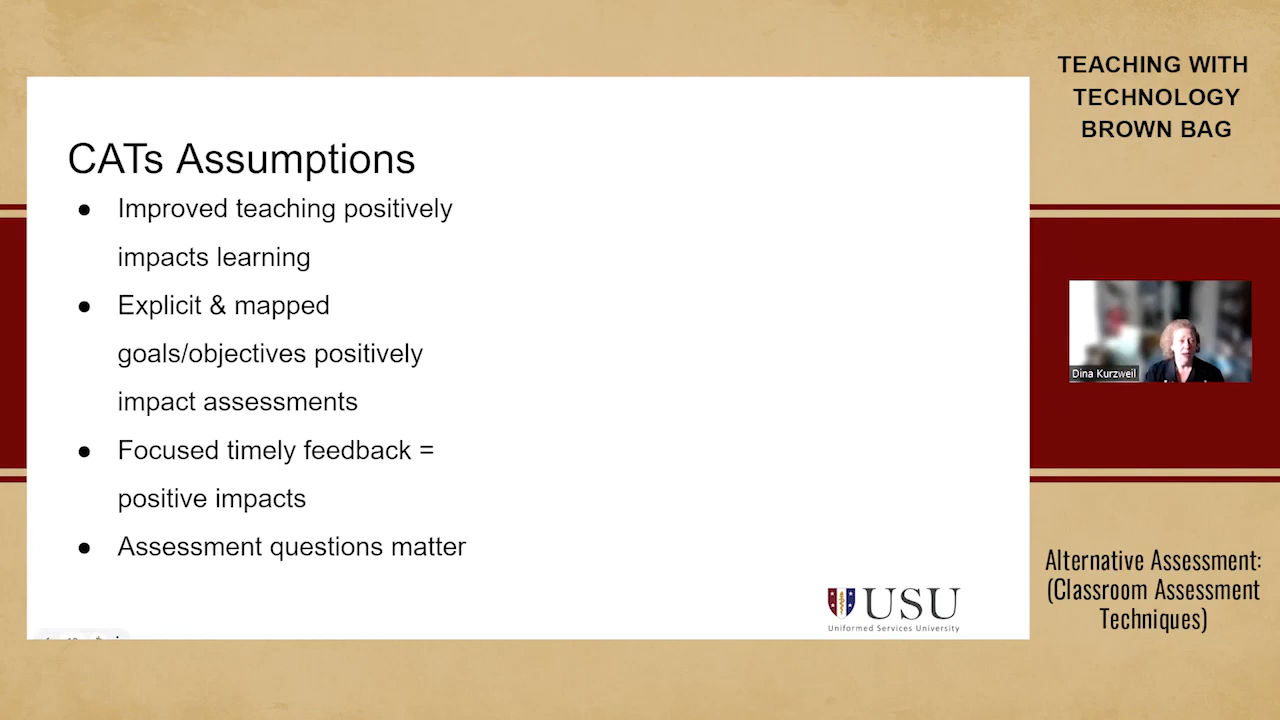 TEACHING WITH
TECHNOLOGY
BROWN BAG
CATs Assumptions
● Improved teaching positively
impacts learning
● Explicit & mapped
goals/objectives positively
impact assessments
● Focused timely feedback =
positive impacts
● Assessment questions matter
Dina Kurzweil
USU
Uniformed Services University
Alternative Assessment:
(Classroom Assessment
Techniques)